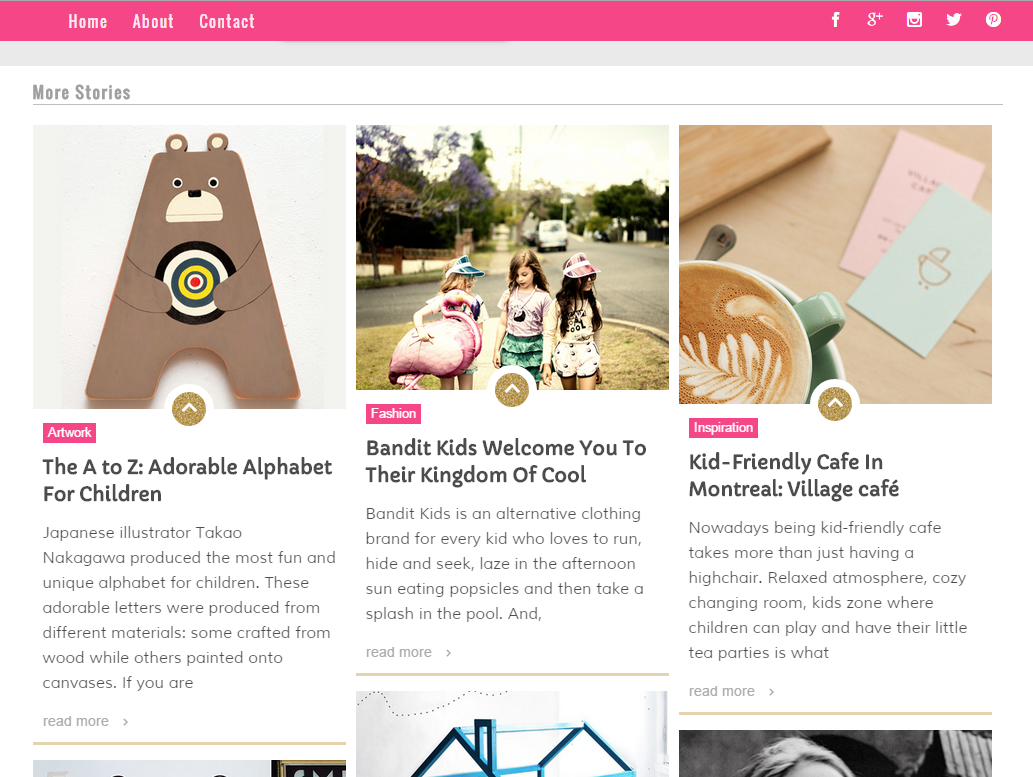 Home About Contact
More Stories
Artwork
The A to Z: Adorable Alphabet
For Children
Japanese illustrator Takao
Nakagawa produced the most fun and
unique alphabet for children. These
adorable letters were produced from
different materials: some crafted from
wood while others painted onto
canvases. If you are
read more
Fashion
Bandit Kids Welcome You To
Their Kingdom Of Cool
Bandit Kids is an alternative clothing
brand for every kid who loves to run,
hide and seek, laze in the afternoon
sun eating popsicles and then take a
splash in the pool. And,
read more
Inspiration
Kid-Friendly Cafe In
Montreal: Village café
Nowadays being kid-friendly cafe
takes more than just having a
highchair. Relaxed atmosphere, cozy
changing room, kids zone where
children can play and have their little
tea parties is what
read more